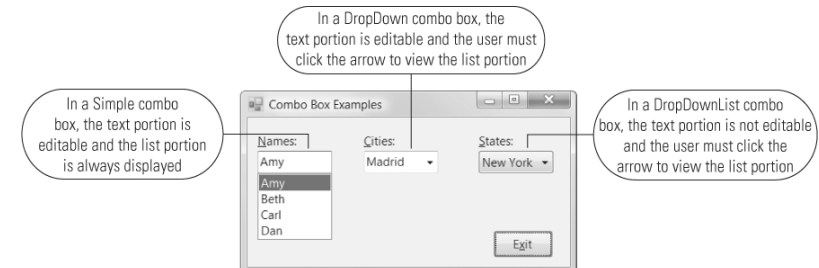 In a DropDown combo box, the
text portion is editable and the user must
click the arrow to view the list portion
In a Simple combo
box, the text portion is
editable and the list portion
is always displayed
Combo Box Examples
Names:
Cities:
States:
Amy
Madrid
New York
Amy
Beth
Carl
Dan
Exit
In a DropDownList combo
box, the text portion is not editable
and the user must click the
arrow to view the list portion